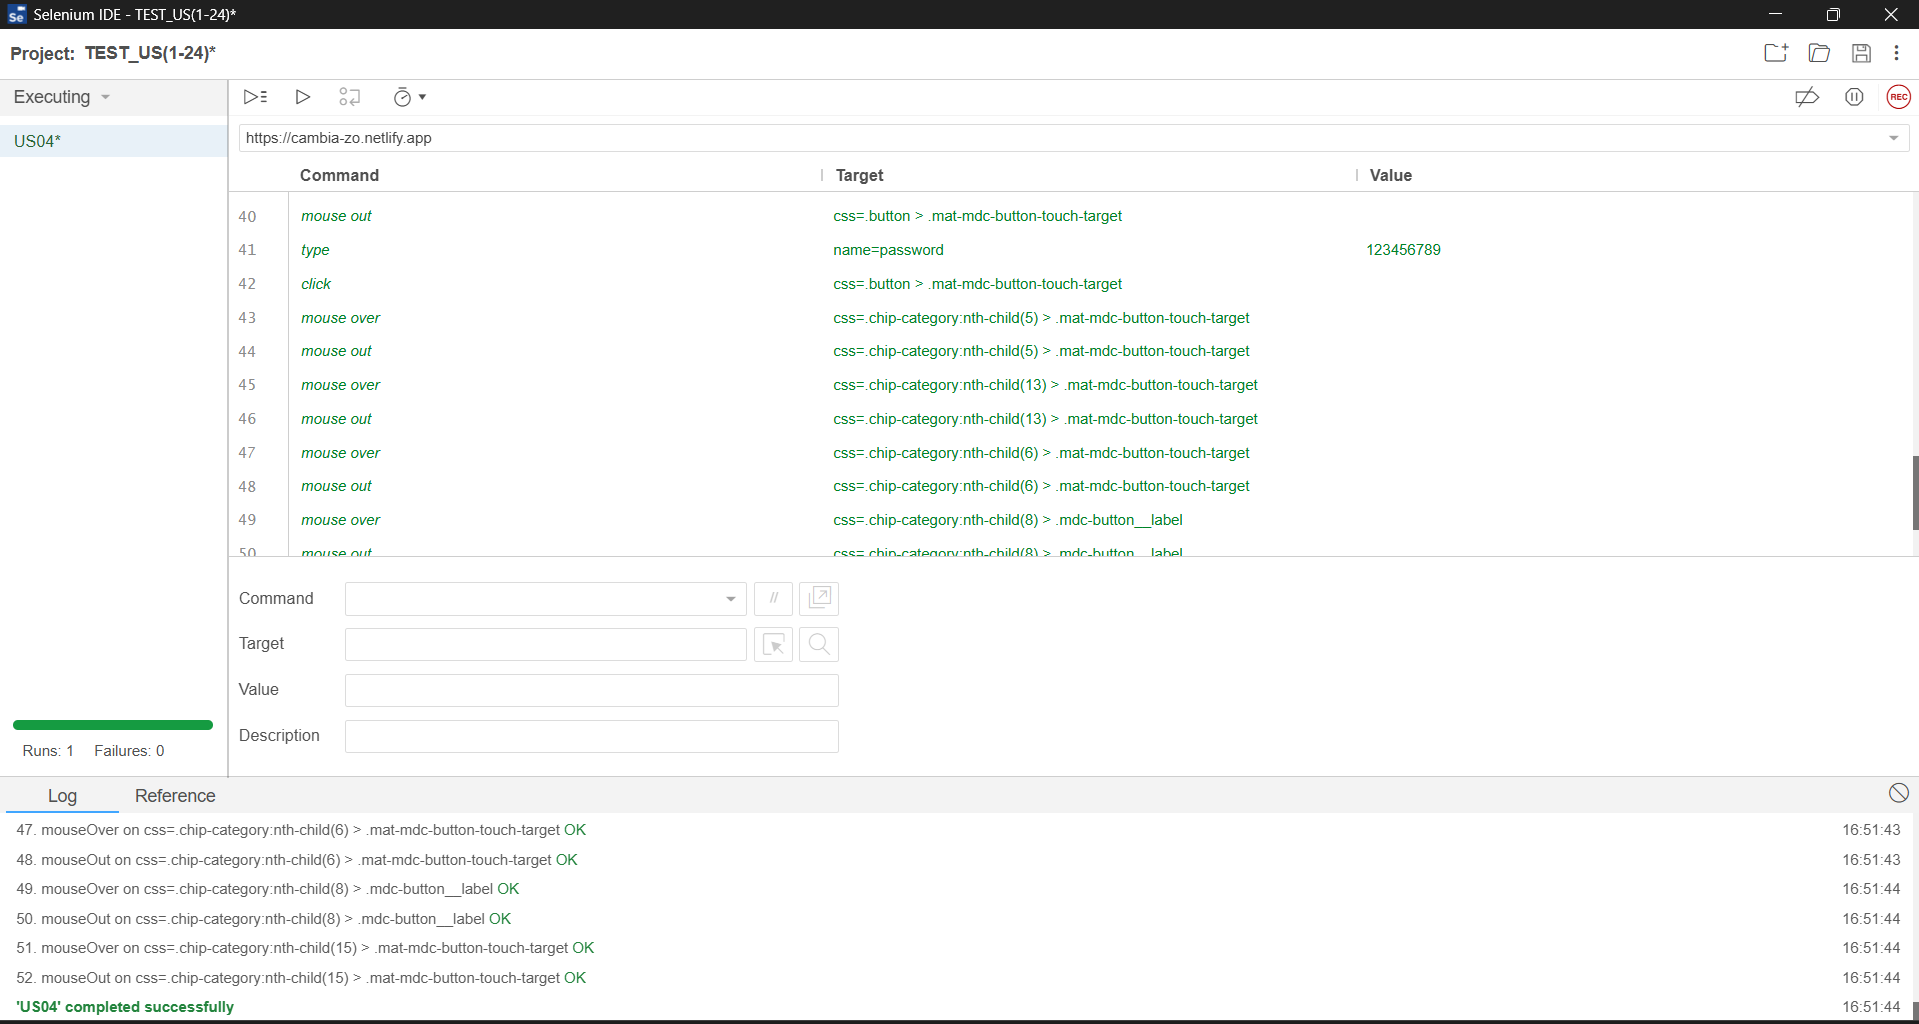 Selenium IDE - TEST_US(1-24)*
Project: TEST_US(1-24)*
Executing
US04*
https://cambia-zo.netlify.app
REC
Command Target Value
40 mouse out css=.button > .mat-mdc-button-touch-target
41 type name=password 123456789
42 click css=.button > .mat-mdc-button-touch-target
43 mouse over css=.chip-category:nth-child(5) > .mat-mdc-button-touch-target
44 mouse out css=.chip-category:nth-child(5) > .mat-mdc-button-touch-target
45 mouse over css=.chip-category:nth-child(13) > .mat-mdc-button-touch-target
46 mouse out css=.chip-category:nth-child(13) > .mat-mdc-button-touch-target
47 mouse over css=.chip-category:nth-child(6) > .mat-mdc-button-touch-target
48 mouse out css=.chip-category:nth-child(6) > .mat-mdc-button-touch-target
49 mouse over css=.chip-category:nth-child(8) > .mdc-button__label
50 mouse out css=.chip-category:nth-child(8) > .mdc-button__label
Command //
Target
Value
Description
Runs: 1 Failures: 0
Log Reference
47. mouseOver on css=.chip-category:nth-child(6) > .mat-mdc-button-touch-target OK 16:51:43
48. mouseOut on css=.chip-category:nth-child(6) > .mat-mdc-button-touch-target OK 16:51:43
49. mouseOver on css=.chip-category:nth-child(8) > .mdc-button__label OK 16:51:44
50. mouseOut on css=.chip-category:nth-child(8) > .mdc-button__label OK 16:51:44
51. mouseOver on css=.chip-category:nth-child(15) > .mat-mdc-button-touch-target OK 16:51:44
52. mouseOut on css=.chip-category:nth-child(15) > .mat-mdc-button-touch-target OK 16:51:44
'US04' completed successfully 16:51:44